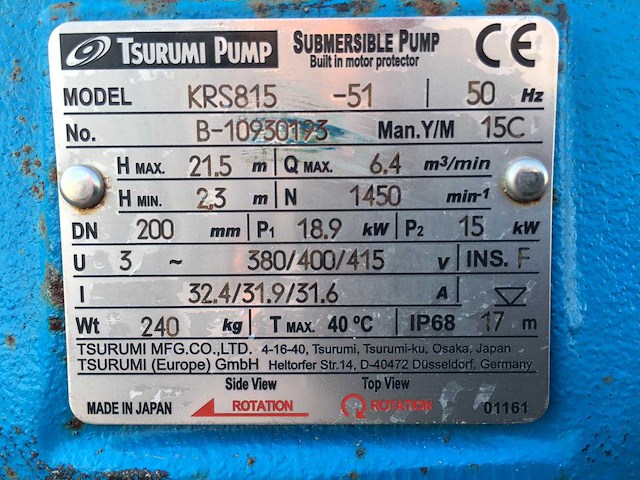 TSURUMI PUMP SUBMERSIBLE PUMP CE
Built in motor protector
MODEL KRS815 -51 50 Hz
No. B-10930193 Man.Y/M 15C
H MAX. 21.5 m Q MAX. 6.4 m³/min
H MIN. 2.3 m N 1450 min-1
DN 200 mm P1 18.9 kW P2 15 kW
U 3 ~ 380/400/415 V INS. F
I 32.4/31.9/31.6 A
Wt 240 kg T MAX. 40 ºC IP68 17 m
TSURUMI MFG.CO.,LTD. 4-16-40, Tsurumi, Tsurumi-ku, Osaka, Japan
TSURUMI (Europe) GmbH Heltorfer Str.14, D-40472 Düsseldorf, Germany
Side View Top View
MADE IN JAPAN ROTATION ROTATION 01161